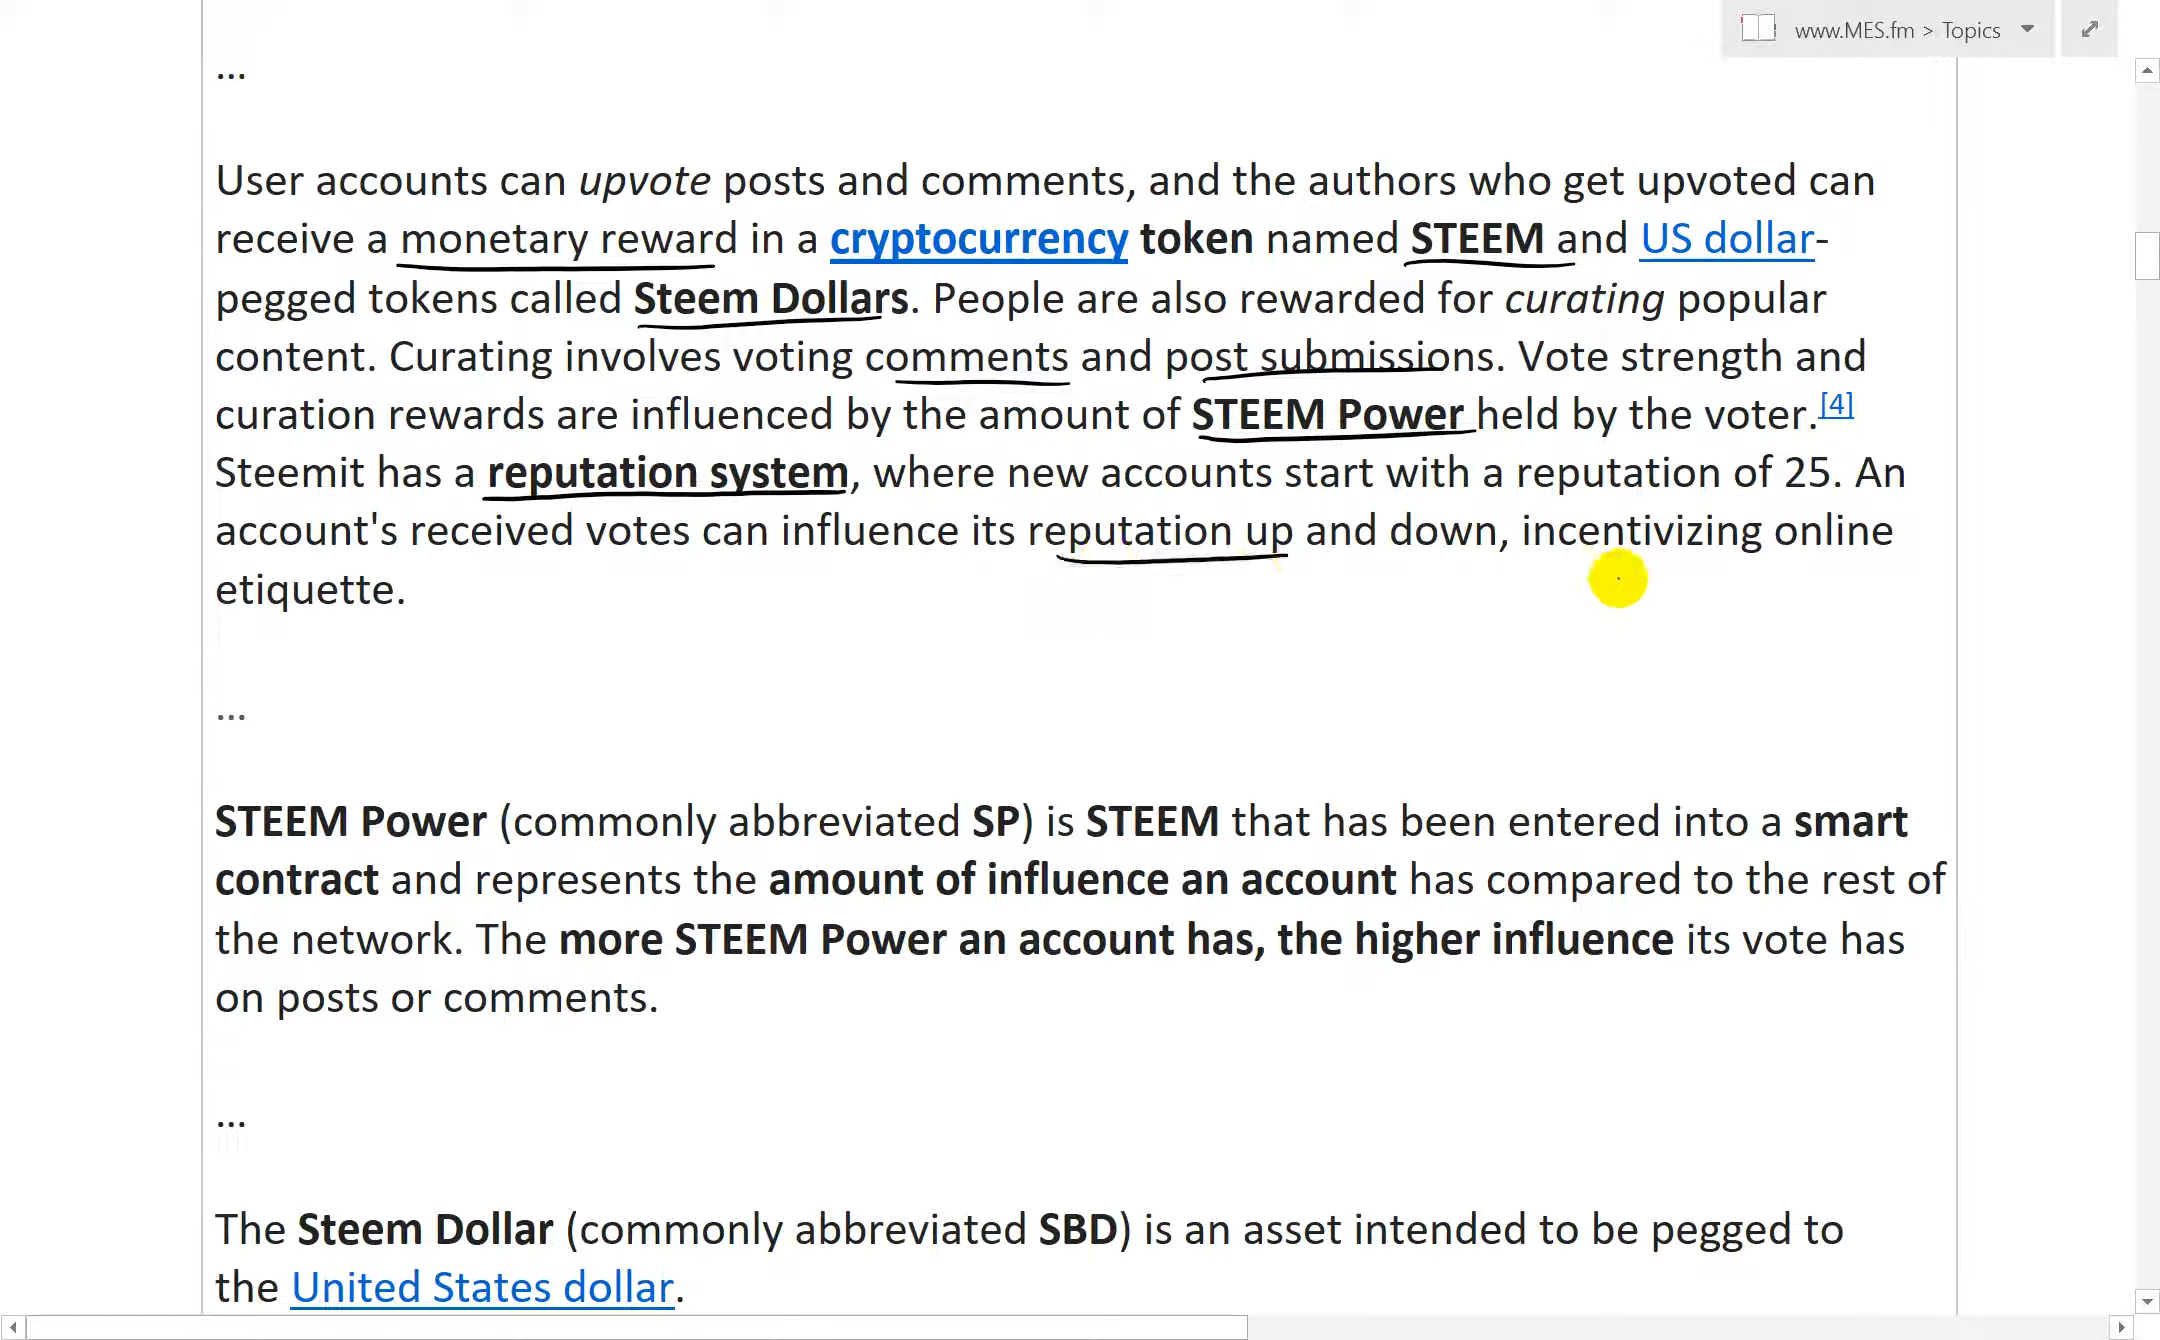 www.MES.fm > Topics
...
User accounts can upvote posts and comments, and the authors who get upvoted can
receive a monetary reward in a cryptocurrency token named STEEM and US dollar-
pegged tokens called Steem Dollars. People are also rewarded for curating popular
content. Curating involves voting comments and post submissions. Vote strength and
curation rewards are influenced by the amount of STEEM Power held by the voter.[4]
Steemit has a reputation system, where new accounts start with a reputation of 25. An
account's received votes can influence its reputation up and down, incentivizing online
etiquette.
...
STEEM Power (commonly abbreviated SP) is STEEM that has been entered into a smart
contract and represents the amount of influence an account has compared to the rest of
the network. The more STEEM Power an account has, the higher influence its vote has
on posts or comments.
...
The Steem Dollar (commonly abbreviated SBD) is an asset intended to be pegged to
the United States dollar.